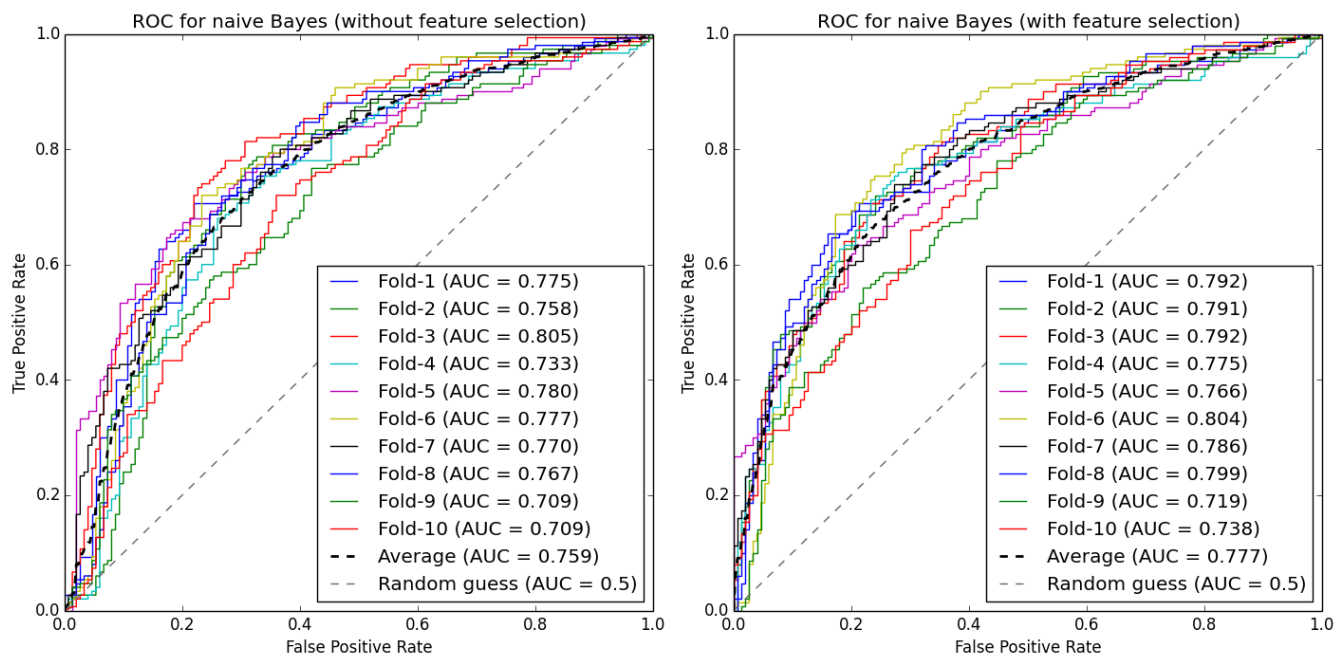 ROC for naive Bayes (without feature selection)
1.0
0.8
0.6
0.4
0.2
0.0
True Positive Rate
Fold-1 (AUC = 0.775)
Fold-2 (AUC = 0.758)
Fold-3 (AUC = 0.805)
Fold-4 (AUC = 0.733)
Fold-5 (AUC = 0.780)
Fold-6 (AUC = 0.777)
Fold-7 (AUC = 0.770)
Fold-8 (AUC = 0.767)
Fold-9 (AUC = 0.709)
Fold-10 (AUC = 0.709)
Average (AUC = 0.759)
Random guess (AUC = 0.5)
0.0 0.2 0.4 0.6 0.8 1.0
False Positive Rate
ROC for naive Bayes (with feature selection)
1.0
0.8
0.6
0.4
0.2
0.0
True Positive Rate
Fold-1 (AUC = 0.792)
Fold-2 (AUC = 0.791)
Fold-3 (AUC = 0.792)
Fold-4 (AUC = 0.775)
Fold-5 (AUC = 0.766)
Fold-6 (AUC = 0.804)
Fold-7 (AUC = 0.786)
Fold-8 (AUC = 0.799)
Fold-9 (AUC = 0.719)
Fold-10 (AUC = 0.738)
Average (AUC = 0.777)
Random guess (AUC = 0.5)
0.0 0.2 0.4 0.6 0.8 1.0
False Positive Rate